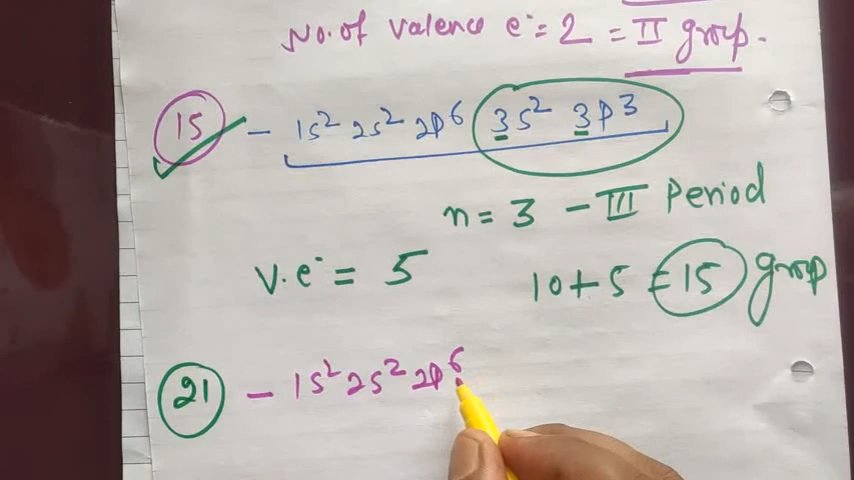 No. of valence e⁻ = 2 = II group.
15 - 1s² 2s² 2p⁶ 3s² 3p³
n = 3 - III Period
V.e⁻ = 5 10+5 = 15 group
21 - 1s² 2s² 2p⁶